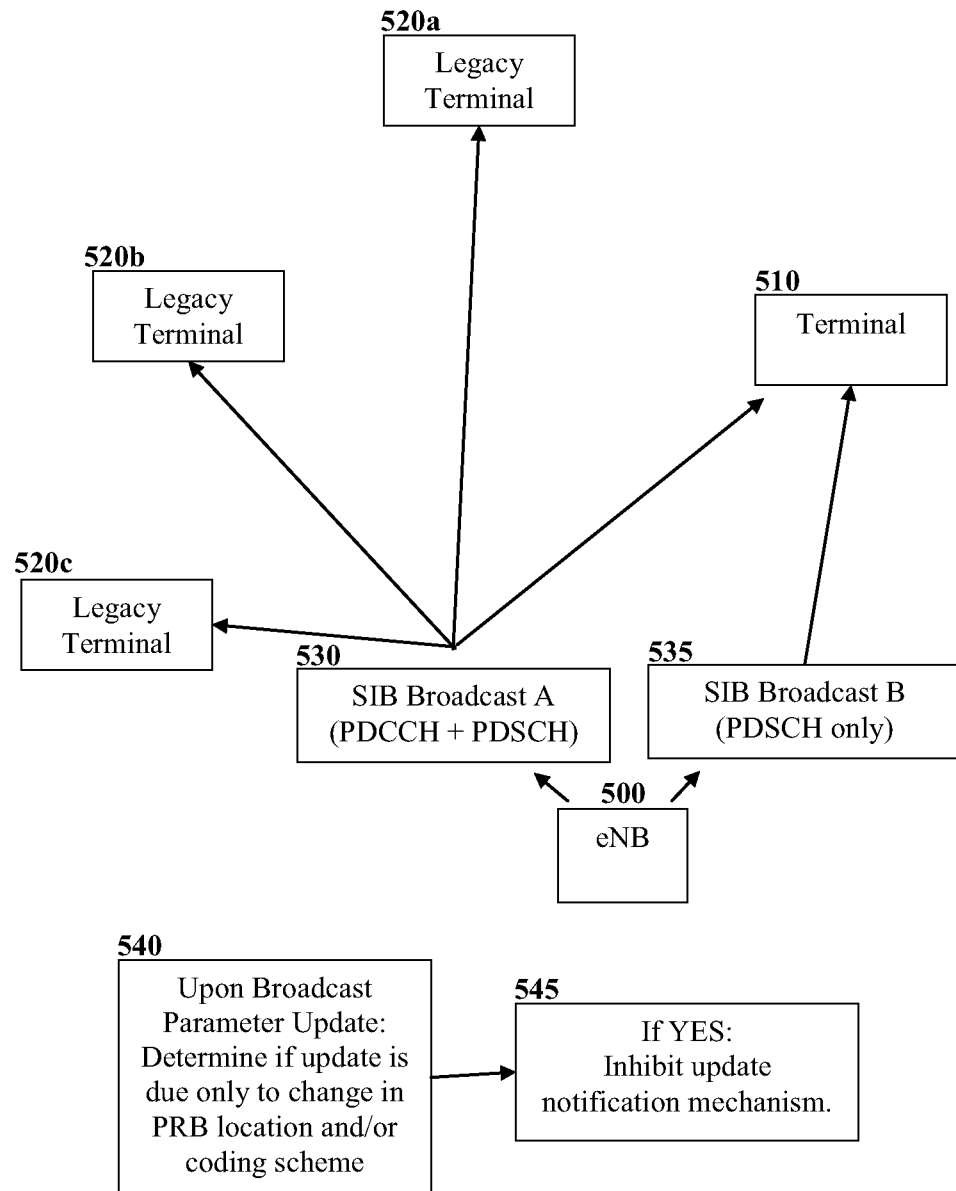 520a
Legacy
Terminal
520b
Legacy
Terminal
510
Terminal
520c
Legacy
Terminal
530
SIB Broadcast A
(PDCCH + PDSCH)
535
SIB Broadcast B
(PDSCH only)
500
eNB
540
Upon Broadcast
Parameter Update:
Determine if update is
due only to change in
PRB location and/or
coding scheme
545
If YES:
Inhibit update
notification mechanism.